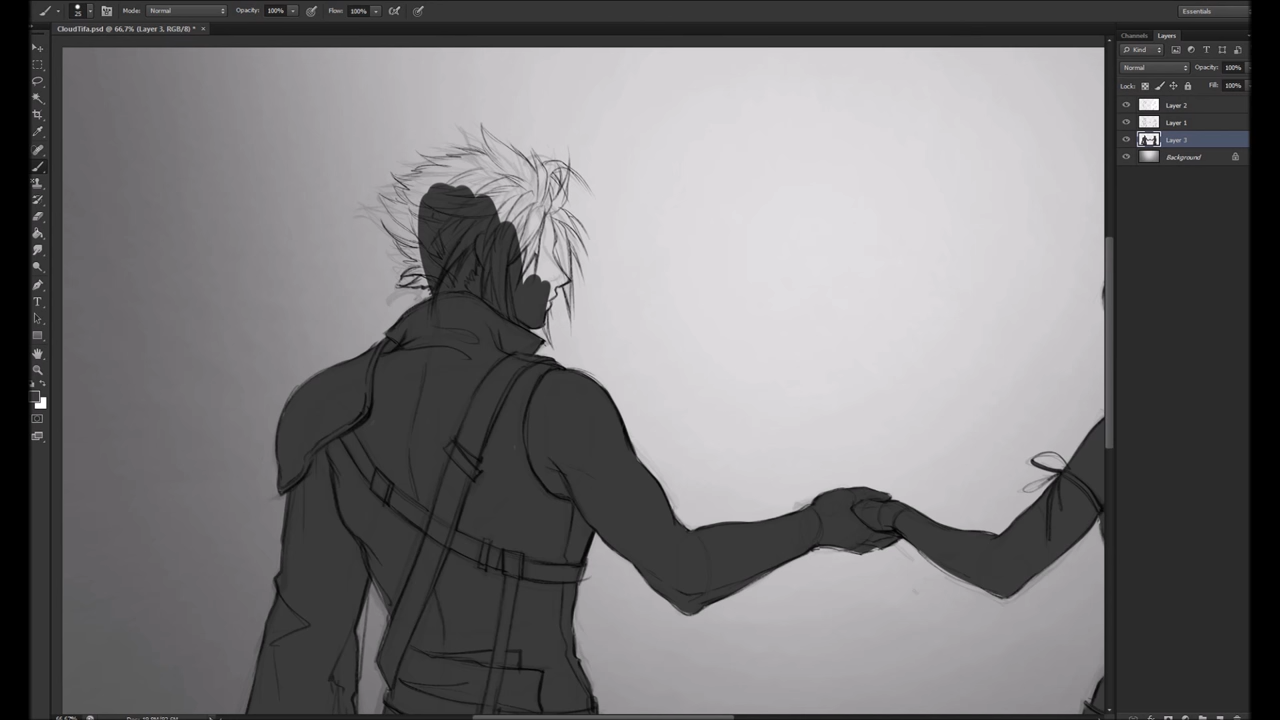 25 Mode: Normal Opacity: 100% Flow: 100% Essentials
CloudTifa.psd @ 66,7% (Layer 3, RGB/8) * ×
Channels Layers
Kind
Normal Opacity: 100%
Lock: Fill: 100%
Layer 2
Layer 1
Layer 3
Background